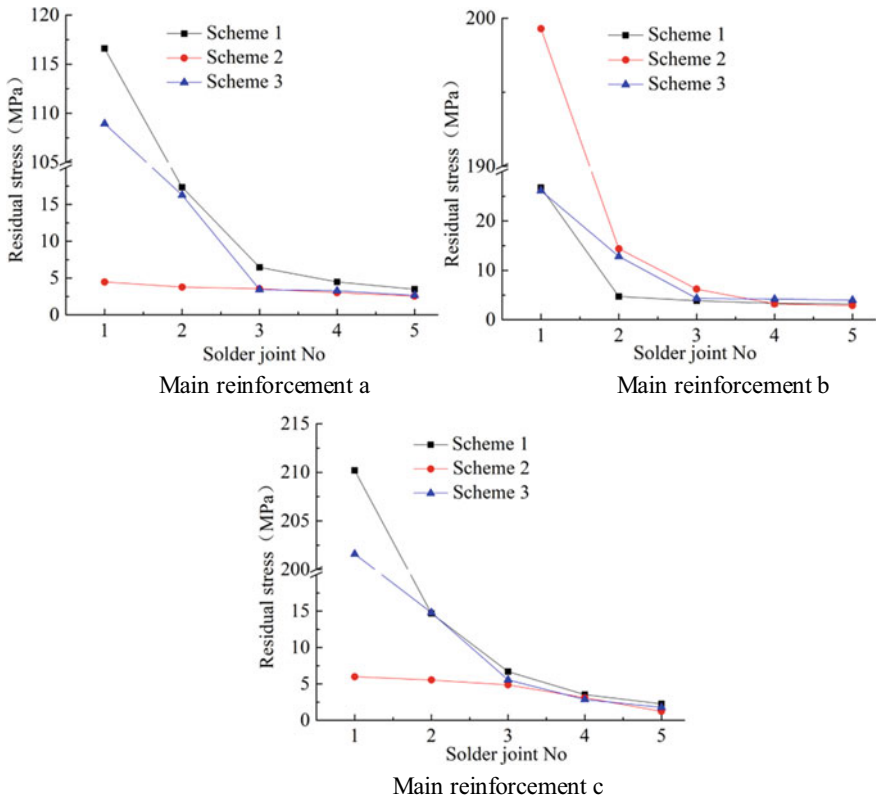 120
115
110
105
15
10
5
0
Residual stress（MPa）
Scheme 1
Scheme 2
Scheme 3
1 2 3 4 5
Solder joint No
Main reinforcement a
200
190
20
10
0
Residual stress（MPa）
Scheme 1
Scheme 2
Scheme 3
1 2 3 4 5
Solder joint No
Main reinforcement b
215
210
205
200
15
10
5
0
Residual stress（MPa）
Scheme 1
Scheme 2
Scheme 3
1 2 3 4 5
Solder joint No
Main reinforcement c